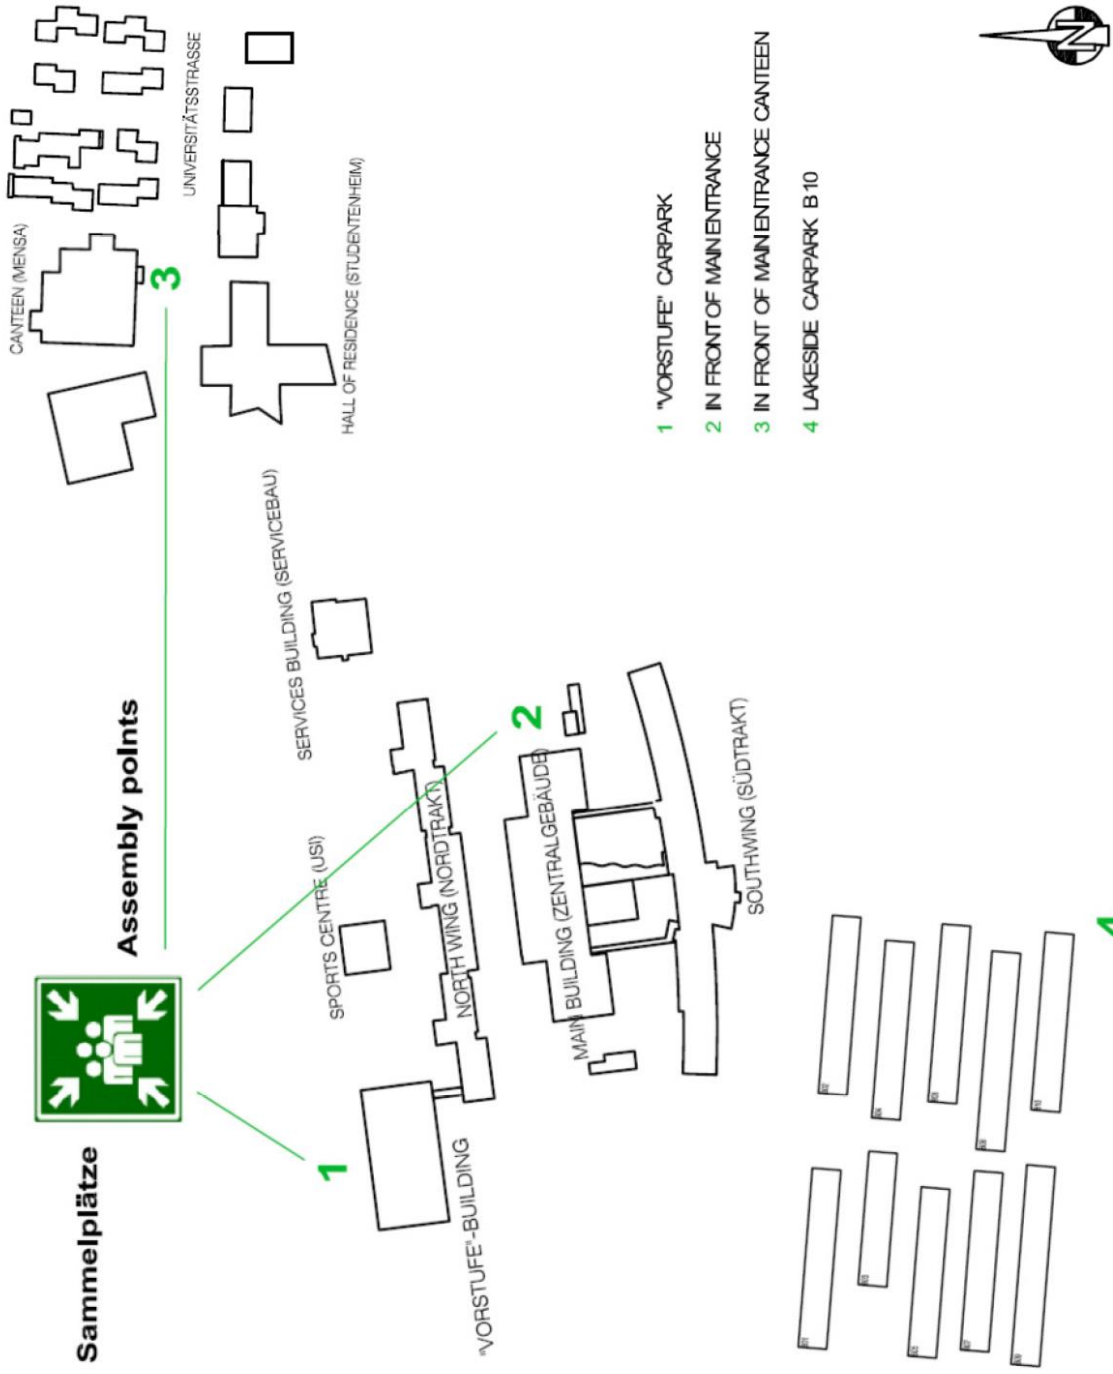 Sammelplätze
Assembly points
CANTEEN (MENSA)
3
UNIVERSITÄTSSTRASSE
1
SPORTS CENTRE (USI)
SERVICES BUILDING (SERVICEBAU)
HALL OF RESIDENCE (STUDENTENHEIM)
"VORSTUFE"-BUILDING
NORTH WING (NORDTRAKT)
2
MAIN BUILDING (ZENTRALGEBÄUDE)
SOUTHWING (SÜDTRAKT)
1 "VORSTUFE" CARPARK
2 IN FRONT OF MAIN ENTRANCE
3 IN FRONT OF MAIN ENTRANCE CANTEEN
4 LAKESIDE CARPARK B10
4
N